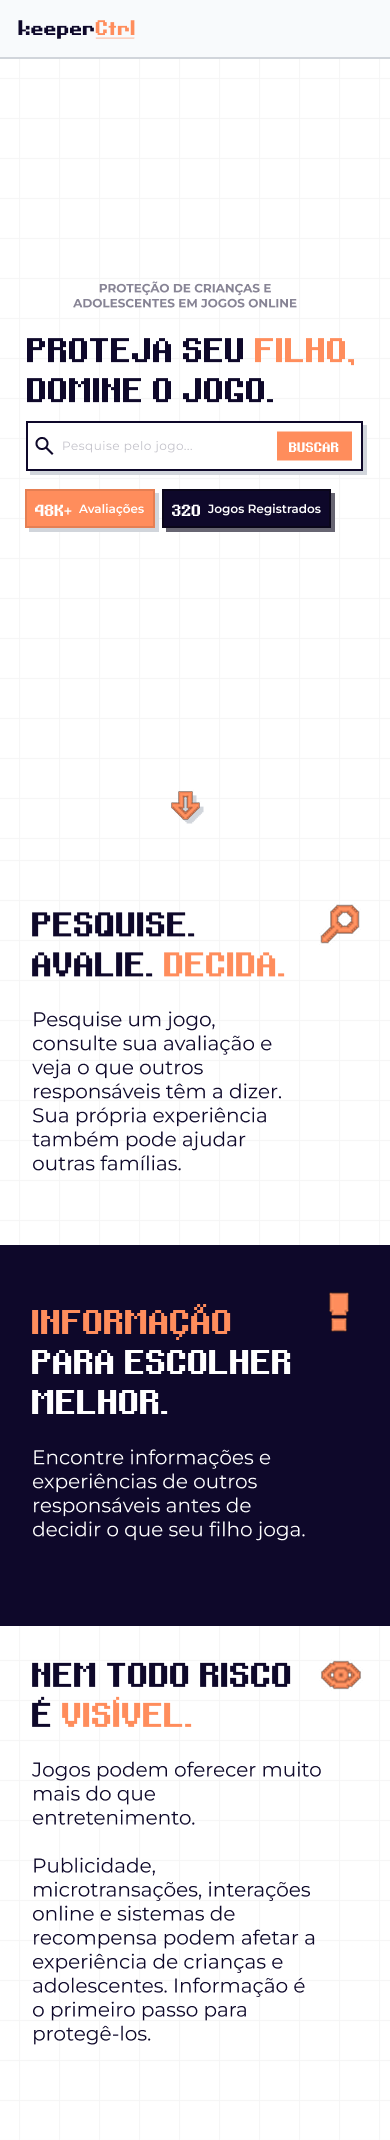 keeperCtrl
PROTEÇÃO DE CRIANÇAS E
ADOLESCENTES EM JOGOS ONLINE
PROTEJA SEU FILHO,
DOMINE O JOGO.
Pesquise pelo jogo... BUSCAR
48K+ Avaliações 320 Jogos Registrados
PESQUISE.
AVALIE. DECIDA.
Pesquise um jogo,
consulte sua avaliação e
veja o que outros
responsáveis têm a dizer.
Sua própria experiência
também pode ajudar
outras famílias.
INFORMAÇÃO
PARA ESCOLHER
MELHOR.
Encontre informações e
experiências de outros
responsáveis antes de
decidir o que seu filho joga.
NEM TODO RISCO
É VISÍVEL.
Jogos podem oferecer muito
mais do que
entretenimento.
Publicidade,
microtransações, interações
online e sistemas de
recompensa podem afetar a
experiência de crianças e
adolescentes. Informação é
o primeiro passo para
protegê-los.